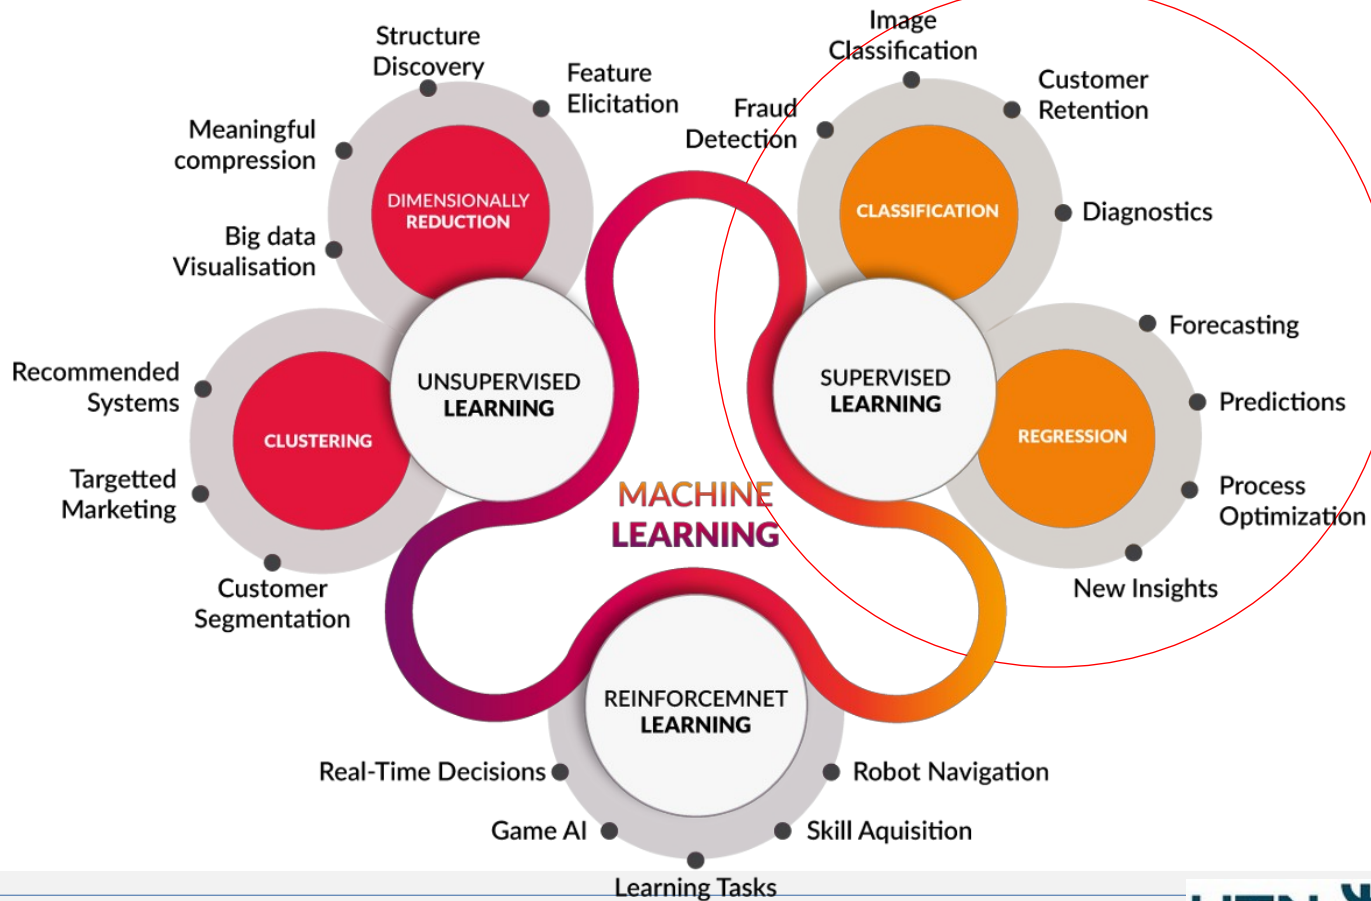 Structure
Discovery
Feature
Elicitation
Meaningful
compression
Big data
Visualisation
DIMENSIONALLY
REDUCTION
Recommended
Systems
Targetted
Marketing
Customer
Segmentation
CLUSTERING
UNSUPERVISED
LEARNING
Image
Classification
Customer
Retention
Fraud
Detection
Diagnostics
CLASSIFICATION
SUPERVISED
LEARNING
Forecasting
Predictions
Process
Optimization
New Insights
REGRESSION
MACHINE
LEARNING
REINFORCEMNET
LEARNING
Real-Time Decisions
Game AI
Learning Tasks
Skill Aquisition
Robot Navigation